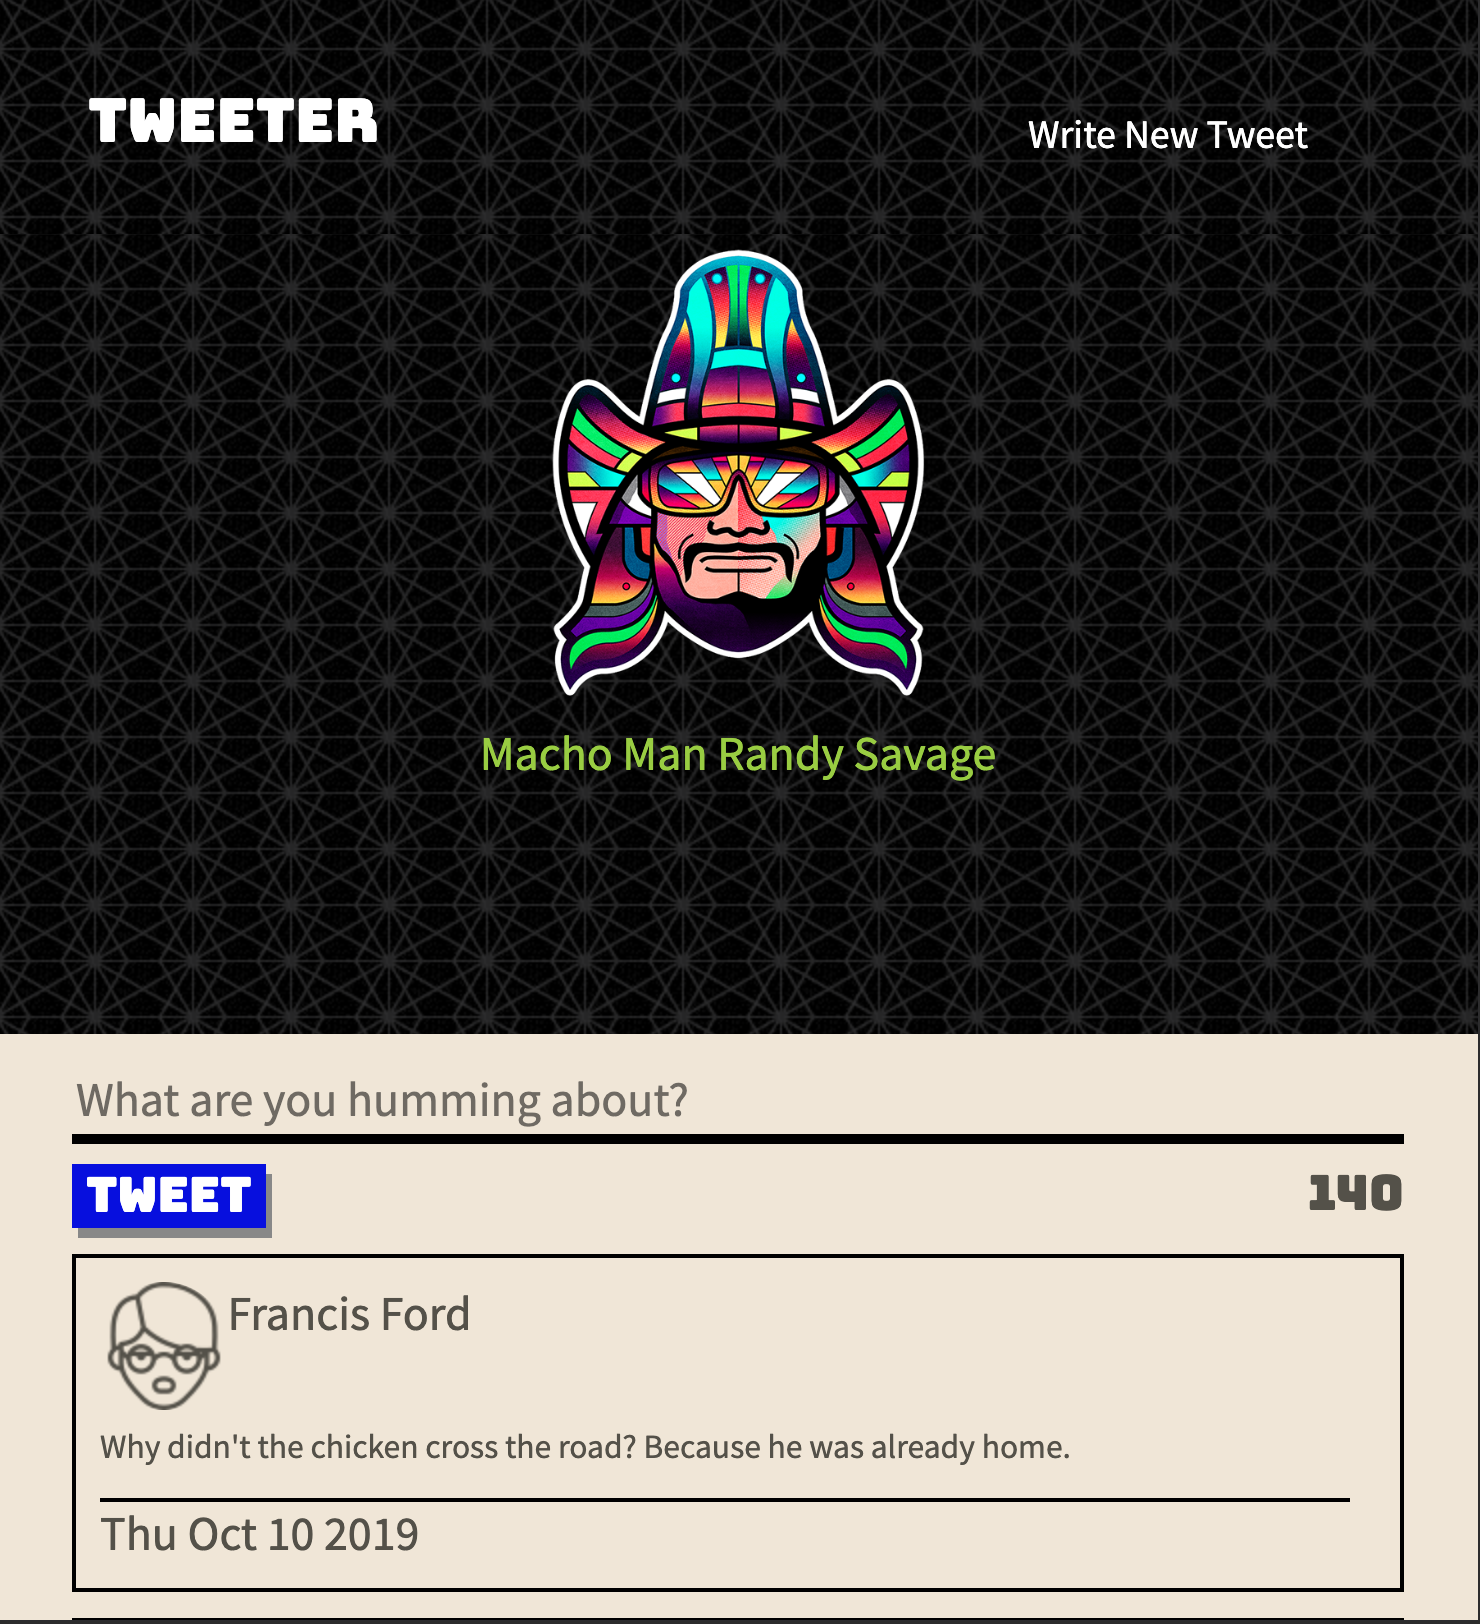 TWEETER
Write New Tweet
Macho Man Randy Savage
What are you humming about?
TWEET
140
Francis Ford
Why didn't the chicken cross the road? Because he was already home.
Thu Oct 10 2019